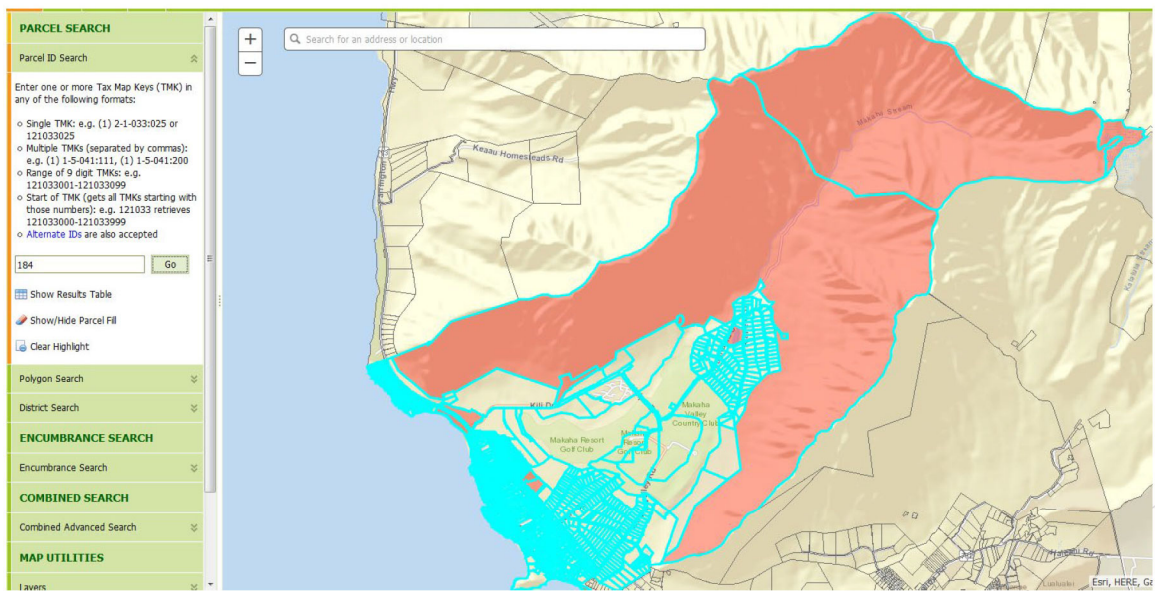 PARCEL SEARCH
Parcel ID Search
Enter one or more Tax Map Keys (TMK) in
any of the following formats:
Single TMK: e.g. (1) 2-1-033:025 or
121033025
Multiple TMKs (separated by commas):
e.g. (1) 1-5-041:111, (1) 1-5-041:200
Range of 9 digit TMKs: e.g.
121033001-121033099
Start of TMK (gets all TMKs starting with
those numbers): e.g. 121033 retrieves
121033000-121033999
Alternate IDs are also accepted
184
Go
Show Results Table
Show/Hide Parcel Fill
Clear Highlight
Polygon Search
District Search
ENCUMBRANCE SEARCH
Encumbrance Search
COMBINED SEARCH
Combined Advanced Search
MAP UTILITIES
Layers
+
−
Search for an address or location
Hwy
Farrington
Keaau Homesteads Rd
Makaha Resort
Golf Club
Makaha
Valley
Country Club
Golf Club
Lualualei
Esri, HERE, Ga